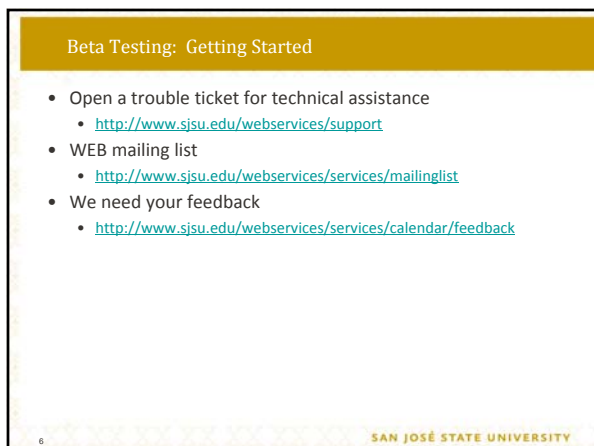 Beta Testing: Getting Started
• Open a trouble ticket for technical assistance
• http://www.sjsu.edu/webservices/support
• WEB mailing list
• http://www.sjsu.edu/webservices/services/mailinglist
• We need your feedback
• http://www.sjsu.edu/webservices/services/calendar/feedback
6
SAN JOSÉ STATE UNIVERSITY